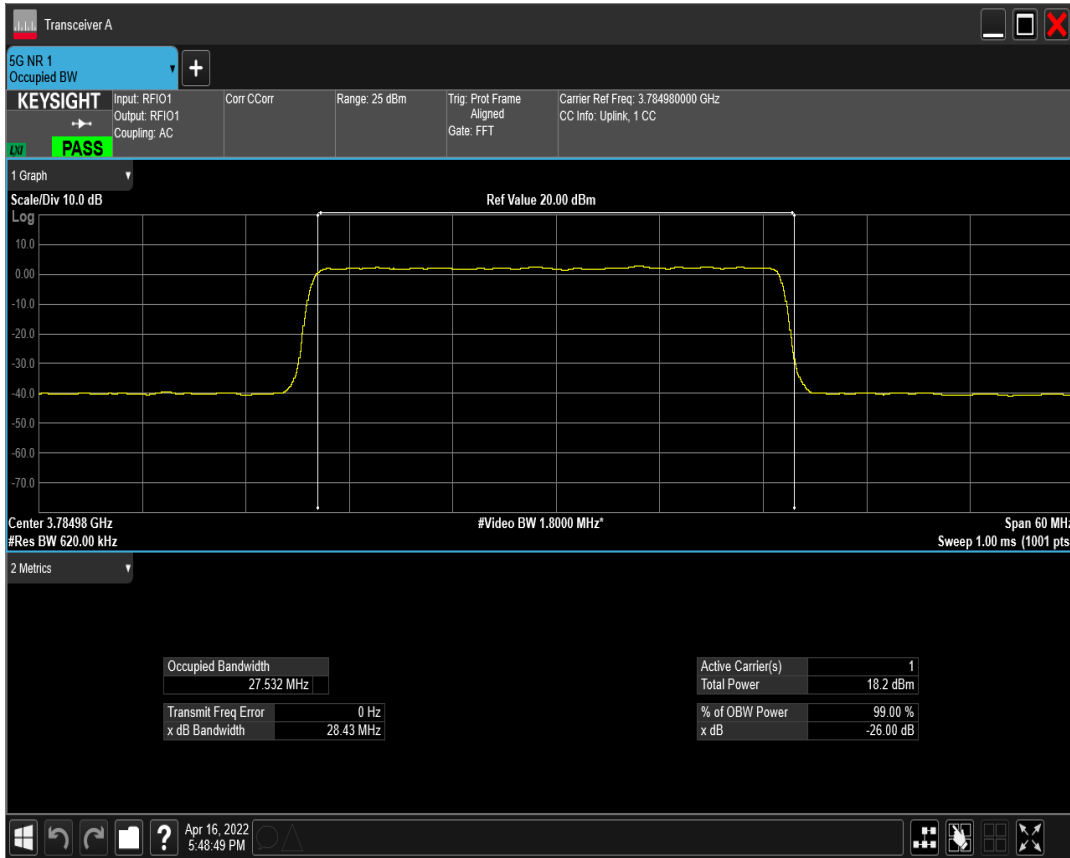 Transceiver A
5G NR 1
Occupied BW
KEYSIGHT
Input: RFIO1
Output: RFIO1
Coupling: AC
Corr CCorr
Range: 25 dBm
Trig: Prot Frame
Aligned
Gate: FFT
Carrier Ref Freq: 3.784980000 GHz
CC Info: Uplink, 1 CC
LXI
PASS
1 Graph
Scale/Div 10.0 dB
Ref Value 20.00 dBm
Log
10.0
0.00
-10.0
-20.0
-30.0
-40.0
-50.0
-60.0
-70.0
Center 3.78498 GHz
#Video BW 1.8000 MHz*
Span 60 MHz
#Res BW 620.00 kHz
Sweep 1.00 ms (1001 pts
2 Metrics
Occupied Bandwidth
27.532 MHz
Transmit Freq Error 0 Hz
x dB Bandwidth 28.43 MHz
Active Carrier(s) 1
Total Power 18.2 dBm
% of OBW Power 99.00 %
x dB -26.00 dB
Apr 16, 2022
5:48:49 PM